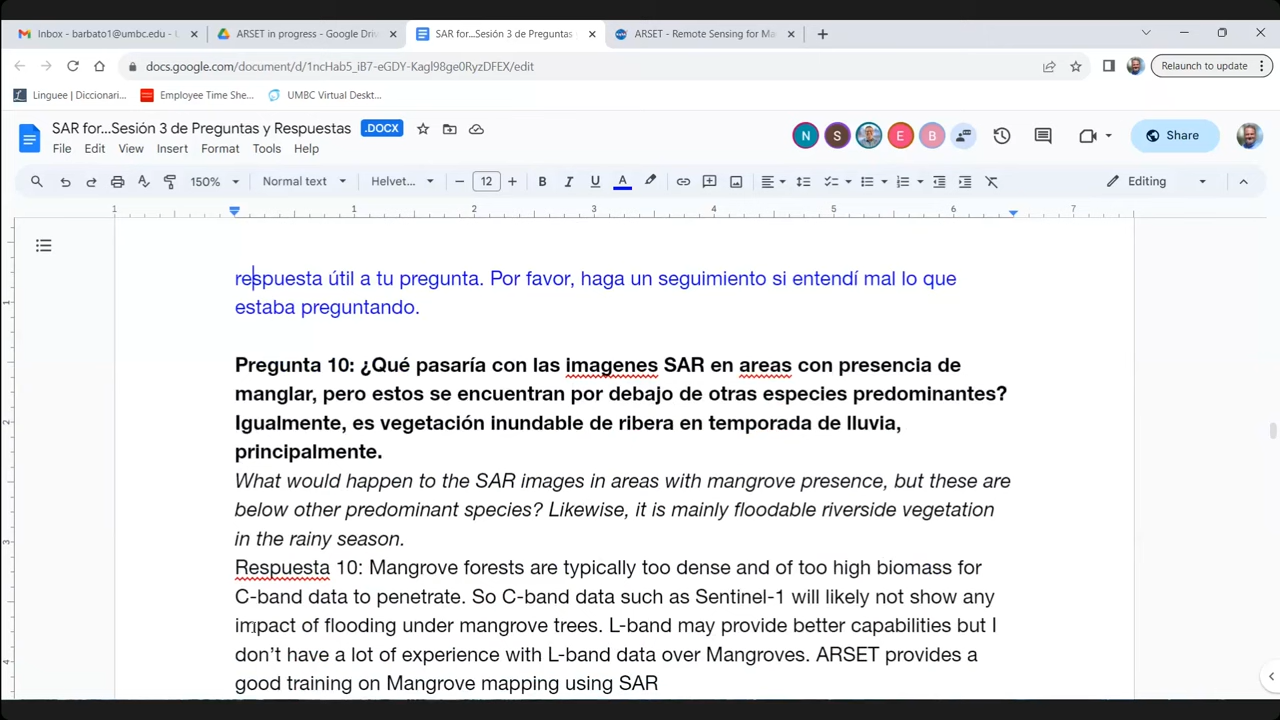 Inbox - barbato1@umbc.edu -
ARSET in progress - Google Driv
SAR for...Sesión 3 de Preguntas
ARSET - Remote Sensing for Ma
docs.google.com/document/d/1ncHab5_iB7-eGDY-Kagl98ge0RyzDFEX/edit
Relaunch to update
Linguee | Diccionari...
Employee Time She...
UMBC Virtual Deskt...
SAR for...Sesión 3 de Preguntas y Respuestas .DOCX
N S E B
Share
File Edit View Insert Format Tools Help
150% Normal text Helvet... 12 B I U A Editing
1 1 2 3 4 5 6 7
respuesta útil a tu pregunta. Por favor, haga un seguimiento si entendí mal lo que
estaba preguntando.
Pregunta 10: ¿Qué pasaría con las imagenes SAR en areas con presencia de
manglar, pero estos se encuentran por debajo de otras especies predominantes?
Igualmente, es vegetación inundable de ribera en temporada de lluvia,
principalmente.
What would happen to the SAR images in areas with mangrove presence, but these are
below other predominant species? Likewise, it is mainly floodable riverside vegetation
in the rainy season.
Respuesta 10: Mangrove forests are typically too dense and of too high biomass for
C-band data to penetrate. So C-band data such as Sentinel-1 will likely not show any
impact of flooding under mangrove trees. L-band may provide better capabilities but I
don’t have a lot of experience with L-band data over Mangroves. ARSET provides a
good training on Mangrove mapping using SAR